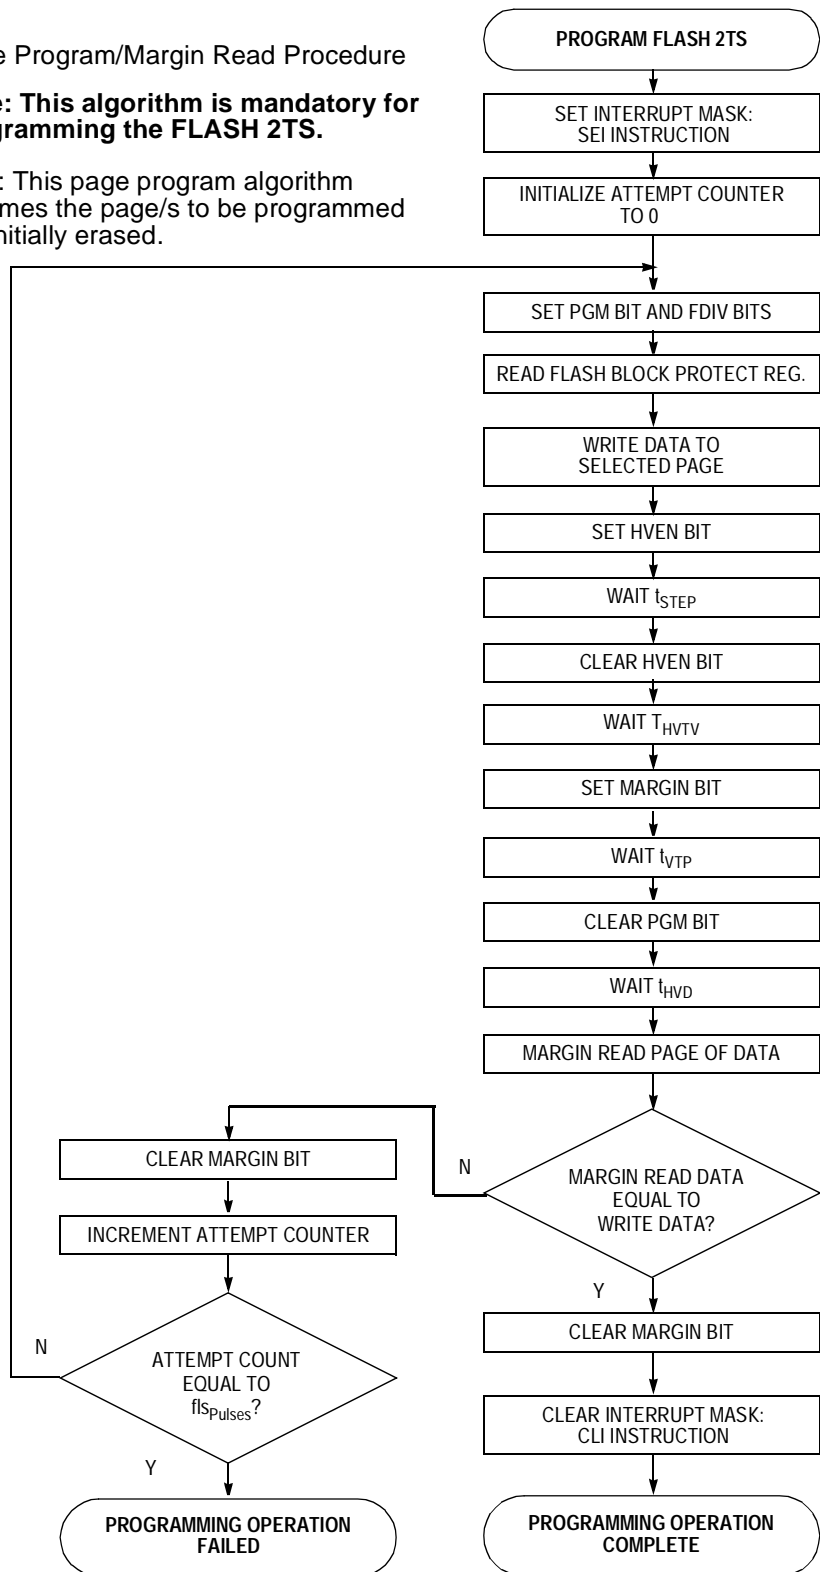 e Program/Margin Read Procedure
e: This algorithm is mandatory for
gramming the FLASH 2TS.
: This page program algorithm
mes the page/s to be programmed
nitially erased.
PROGRAM FLASH 2TS
SET INTERRUPT MASK:
SEI INSTRUCTION
INITIALIZE ATTEMPT COUNTER
TO 0
SET PGM BIT AND FDIV BITS
READ FLASH BLOCK PROTECT REG.
WRITE DATA TO
SELECTED PAGE
SET HVEN BIT
WAIT tSTEP
CLEAR HVEN BIT
WAIT THVTV
SET MARGIN BIT
WAIT tVTP
CLEAR PGM BIT
WAIT tHVD
MARGIN READ PAGE OF DATA
MARGIN READ DATA
EQUAL TO
WRITE DATA?
N
CLEAR MARGIN BIT
INCREMENT ATTEMPT COUNTER
ATTEMPT COUNT
EQUAL TO
flsPulses?
N
Y
PROGRAMMING OPERATION
FAILED
Y
CLEAR MARGIN BIT
CLEAR INTERRUPT MASK:
CLI INSTRUCTION
PROGRAMMING OPERATION
COMPLETE